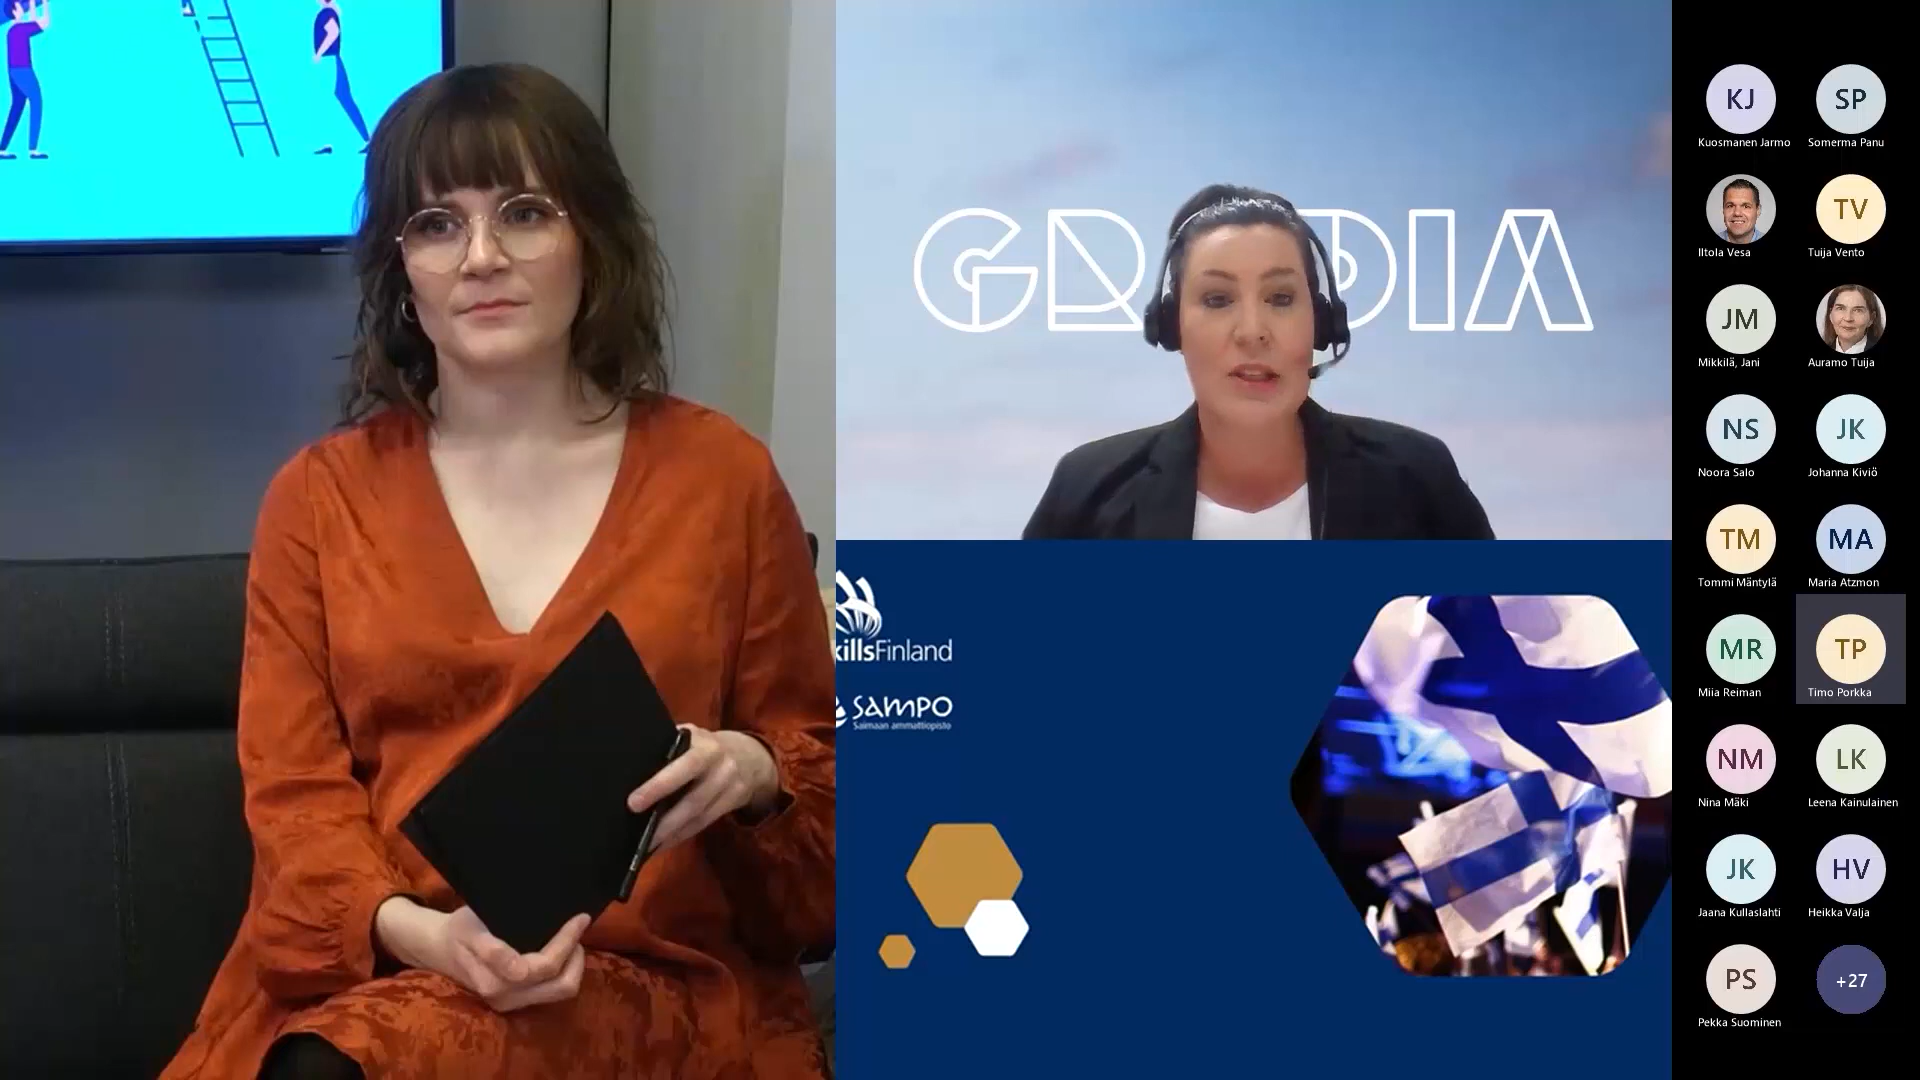 GRADIA
killsFinland
SAMPO
Saimaan ammattiopisto
KJ
Kuosmanen Jarmo
SP
Somerma Panu
Iltola Vesa
TV
Tuija Vento
JM
Mikkilä, Jani
Auramo Tuija
NS
Noora Salo
JK
Johanna Kiviö
TM
Tommi Mäntylä
MA
Maria Atzmon
MR
Miia Reiman
TP
Timo Porkka
NM
Nina Mäki
LK
Leena Kainulainen
JK
Jaana Kullaslahti
HV
Heikka Valja
PS
Pekka Suominen
+27